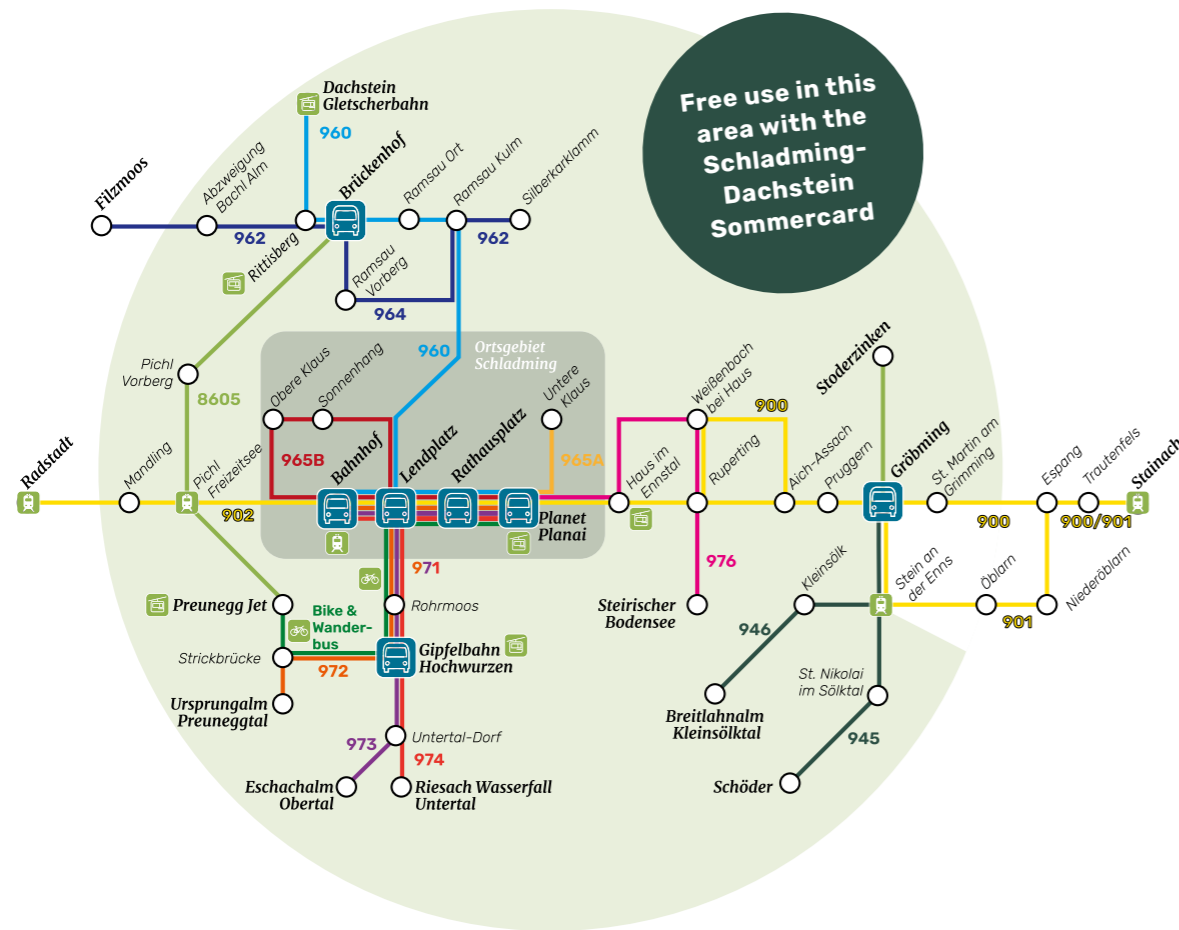 Free use in this
area with the
Schladming-
Dachstein
Sommercard
Dachstein
Gletscherbahn
960
Filzmoos
Abzweigung
Bachl Alm
Brückenhof
Ramsau Ort
Ramsau Kulm
Silberkarklamm
962
962
Rittisberg
Ramsau
Vorberg
964
Pichl
Vorberg
8605
960
Ortsgebiet
Schladming
Obere Klaus
Sonnenhang
Untere
Klaus
Weißenbach
bei Haus
Stoderzinken
900
Radstadt
Mandling
Pichl
Freizeitsee
902
965B
Bahnhof
Lendplatz
Rathausplatz
965A
Planet
Planai
Haus im
Ennstal
Ruperting
Aich-Assach
Pruggern
Gröbming
St. Martin am
Grimming
900
Espang
Trautenfels
900/901
Stainach
971
976
Kleinsölk
Stein an
der Enns
Öblarn
Niederöblarn
901
Preunegg Jet
Bike &
Wander-
bus
Rohrmoos
Steirischer
Bodensee
946
Strickbrücke
972
Gipfelbahn
Hochwurzen
St. Nikolai
im Sölktal
Ursprungalm
Preuneggtal
Breitlahnalm
Kleinsölktal
973
Untertal-Dorf
974
945
Eschachalm
Obertal
Riesach Wasserfall
Untertal
Schöder